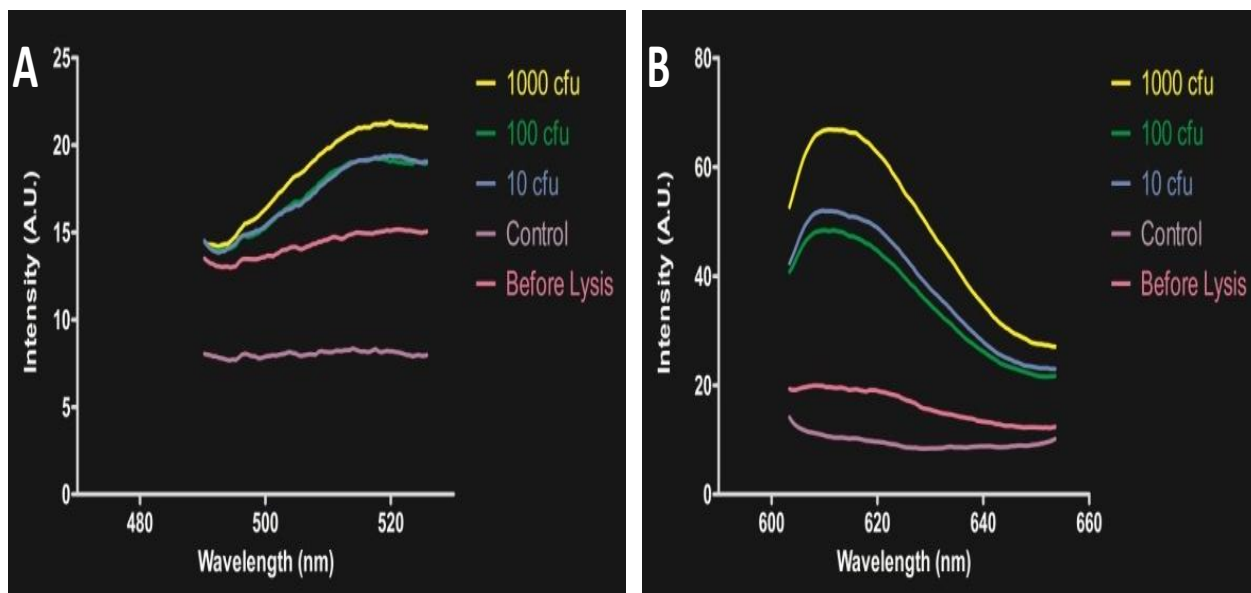 A
Intensity (A.U.)
25
20
15
10
5
0
480
500
520
Wavelength (nm)
1000 cfu
100 cfu
10 cfu
Control
Before Lysis
B
Intensity (A.U.)
80
60
40
20
0
600
620
640
660
Wavelength (nm)
1000 cfu
100 cfu
10 cfu
Control
Before Lysis